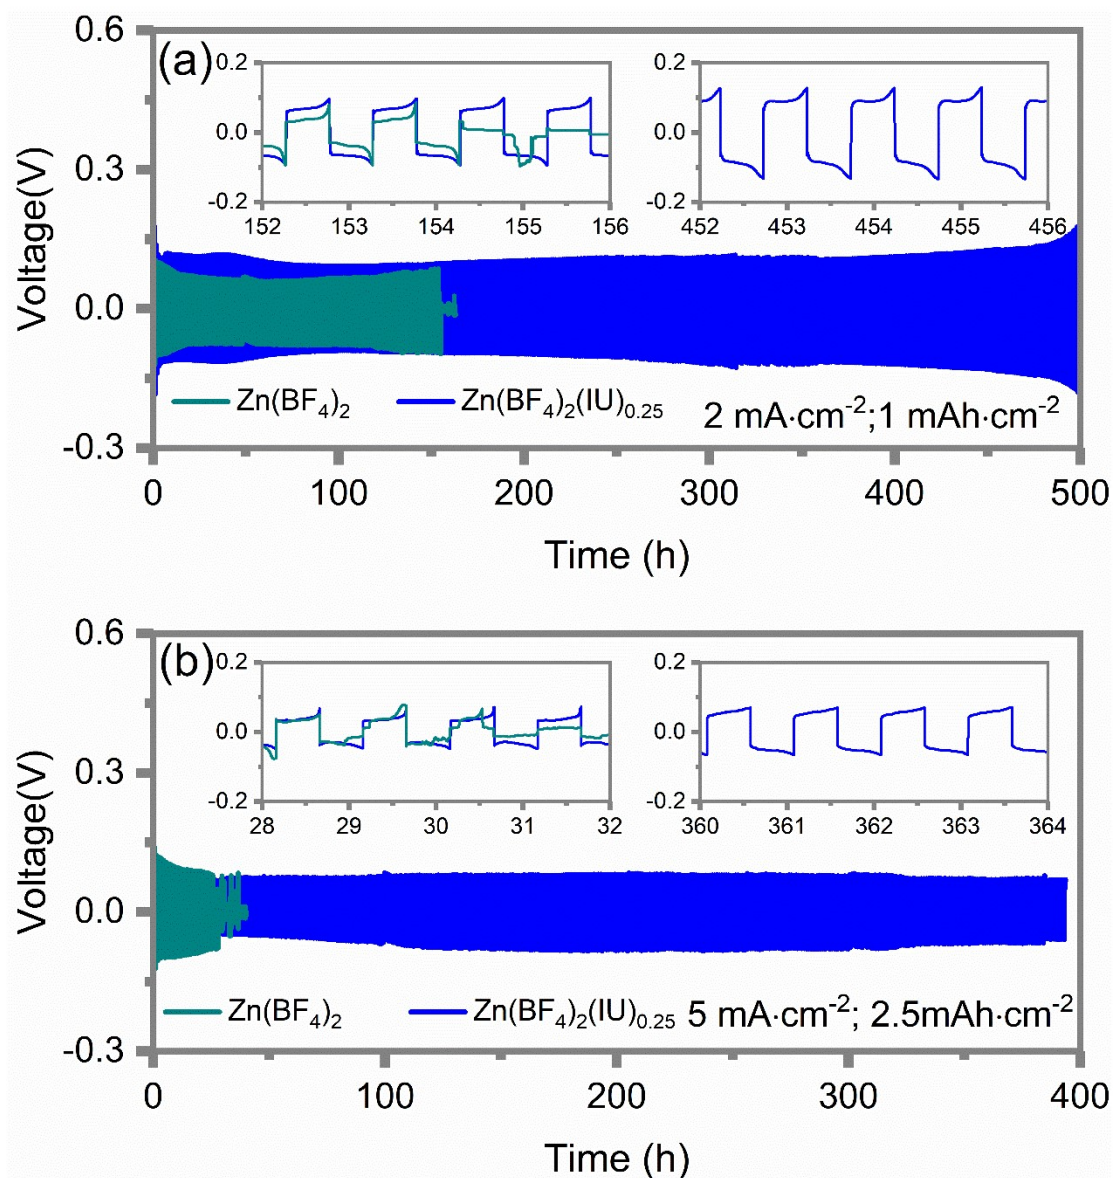 (a)
0.6
0.3
0.0
-0.3
Voltage(V)
0.2
0.0
-0.2
152 153 154 155 156
0.2
0.0
-0.2
452 453 454 455 456
Zn(BF₄)₂ Zn(BF₄)₂(IU)₀.₂₅ 2 mA·cm⁻²;1 mAh·cm⁻²
0 100 200 300 400 500
Time (h)
(b)
0.6
0.3
0.0
-0.3
Voltage(V)
0.2
0.0
-0.2
28 29 30 31 32
0.2
0.0
-0.2
360 361 362 363 364
Zn(BF₄)₂ Zn(BF₄)₂(IU)₀.₂₅ 5 mA·cm⁻²; 2.5mAh·cm⁻²
0 100 200 300 400
Time (h)